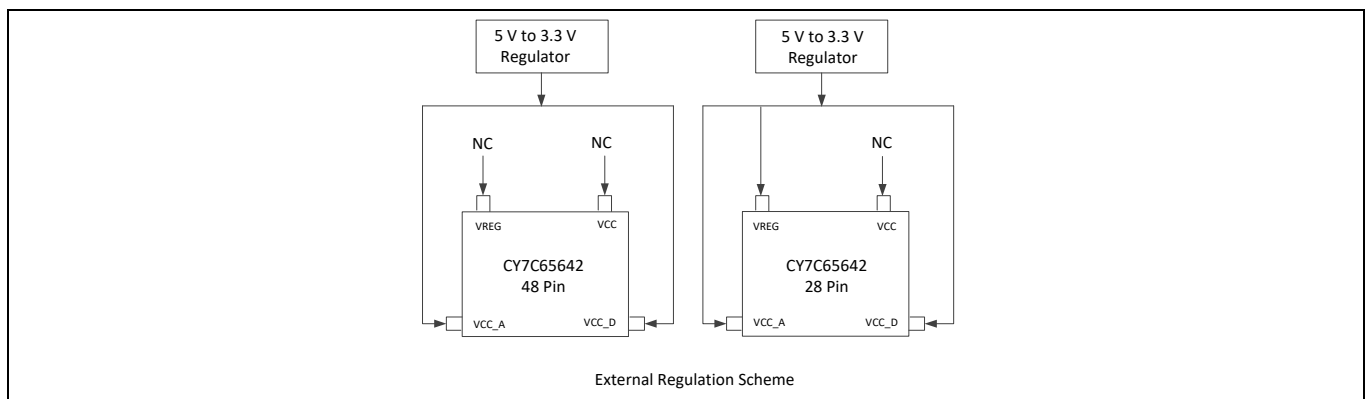 5 V to 3.3 V
Regulator
NC
NC
VREG
VCC
CY7C65642
48 Pin
VCC_A
VCC_D
5 V to 3.3 V
Regulator
NC
VREG
VCC
CY7C65642
28 Pin
VCC_A
VCC_D
External Regulation Scheme